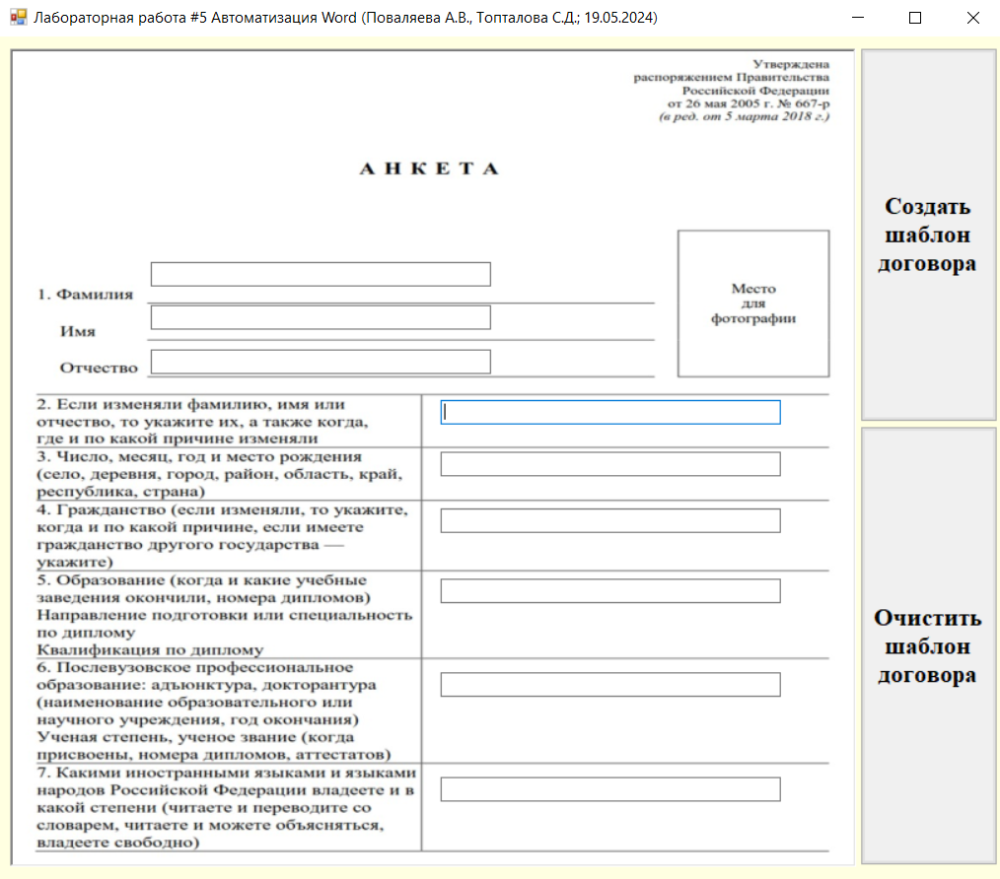 Лабораторная работа #5 Автоматизация Word (Поваляева А.В., Топталова С.Д.; 19.05.2024)
Утверждена
распоряжением Правительства
Российской Федерации
от 26 мая 2005 г. № 667-р
(в ред. от 5 марта 2018 г.)
А Н К Е Т А
Место
для
фотографии
1. Фамилия
Имя
Отчество
2. Если изменяли фамилию, имя или
отчество, то укажите их, а также когда,
где и по какой причине изменяли
3. Число, месяц, год и место рождения
(село, деревня, город, район, область, край,
республика, страна)
4. Гражданство (если изменяли, то укажите,
когда и по какой причине, если имеете
гражданство другого государства —
укажите)
5. Образование (когда и какие учебные
заведения окончили, номера дипломов)
Направление подготовки или специальность
по диплому
Квалификация по диплому
6. Послевузовское профессиональное
образование: адъюнктура, докторантура
(наименование образовательного или
научного учреждения, год окончания)
Ученая степень, ученое звание (когда
присвоены, номера дипломов, аттестатов)
7. Какими иностранными языками и языками
народов Российской Федерации владеете и в
какой степени (читаете и переводите со
словарем, читаете и можете объясняться,
владеете свободно)
Создать
шаблон
договора
Очистить
шаблон
договора